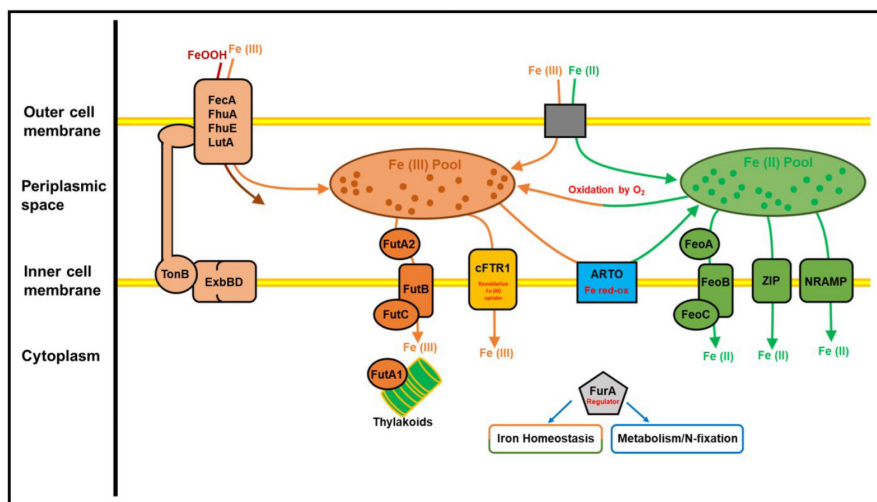 FeOOH
Fe (III)
FecA
FhuA
FhuE
LutA
Fe (III)
Fe (II)
Outer cell
membrane
Periplasmic
space
Inner cell
membrane
Cytoplasm
Fe (III) Pool
Oxidation by O2
Fe (II) Pool
TonB
ExbBD
FutA2
FutB
FutC
Fe (III)
cFTR1
Fe (III)
uptake
Fe (III)
ARTO
Fe red-ox
FeoA
FeoB
FeoC
Fe (II)
ZIP
Fe (II)
NRAMP
Fe (II)
FutA1
Thylakoids
FurA
Regulator
Iron Homeostasis
Metabolism/N-fixation